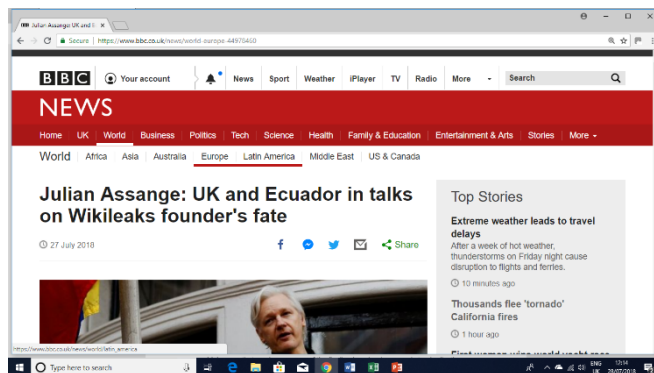 Julian Assange: UK and E
Secure https://www.bbc.co.uk/news/world-europe-44976460
BBC Your account News Sport Weather iPlayer TV Radio More Search
NEWS
Home UK World Business Politics Tech Science Health Family & Education Entertainment & Arts Stories More
World Africa Asia Australia Europe Latin America Middle East US & Canada
Julian Assange: UK and Ecuador in talks
on Wikileaks founder's fate
27 July 2018 Share
Top Stories
Extreme weather leads to travel
delays
After a week of hot weather,
thunderstorms on Friday night cause
disruption to flights and ferries.
10 minutes ago
Thousands flee 'tornado'
California fires
1 hour ago
https://www.bbc.co.uk/news/world/latin_america
Type here to search
ENG 12:14
UK 28/07/2018